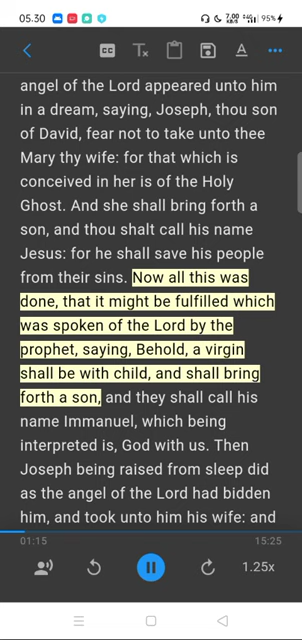 05.30
7,00
KB/S
4G
95%
CC
A
angel of the Lord appeared unto him
in a dream, saying, Joseph, thou son
of David, fear not to take unto thee
Mary thy wife: for that which is
conceived in her is of the Holy
Ghost. And she shall bring forth a
son, and thou shalt call his name
Jesus: for he shall save his people
from their sins. Now all this was
done, that it might be fulfilled which
was spoken of the Lord by the
prophet, saying, Behold, a virgin
shall be with child, and shall bring
forth a son, and they shall call his
name Immanuel, which being
interpreted is, God with us. Then
Joseph being raised from sleep did
as the angel of the Lord had bidden
him, and took unto him his wife: and
01:15
15:25
1.25x